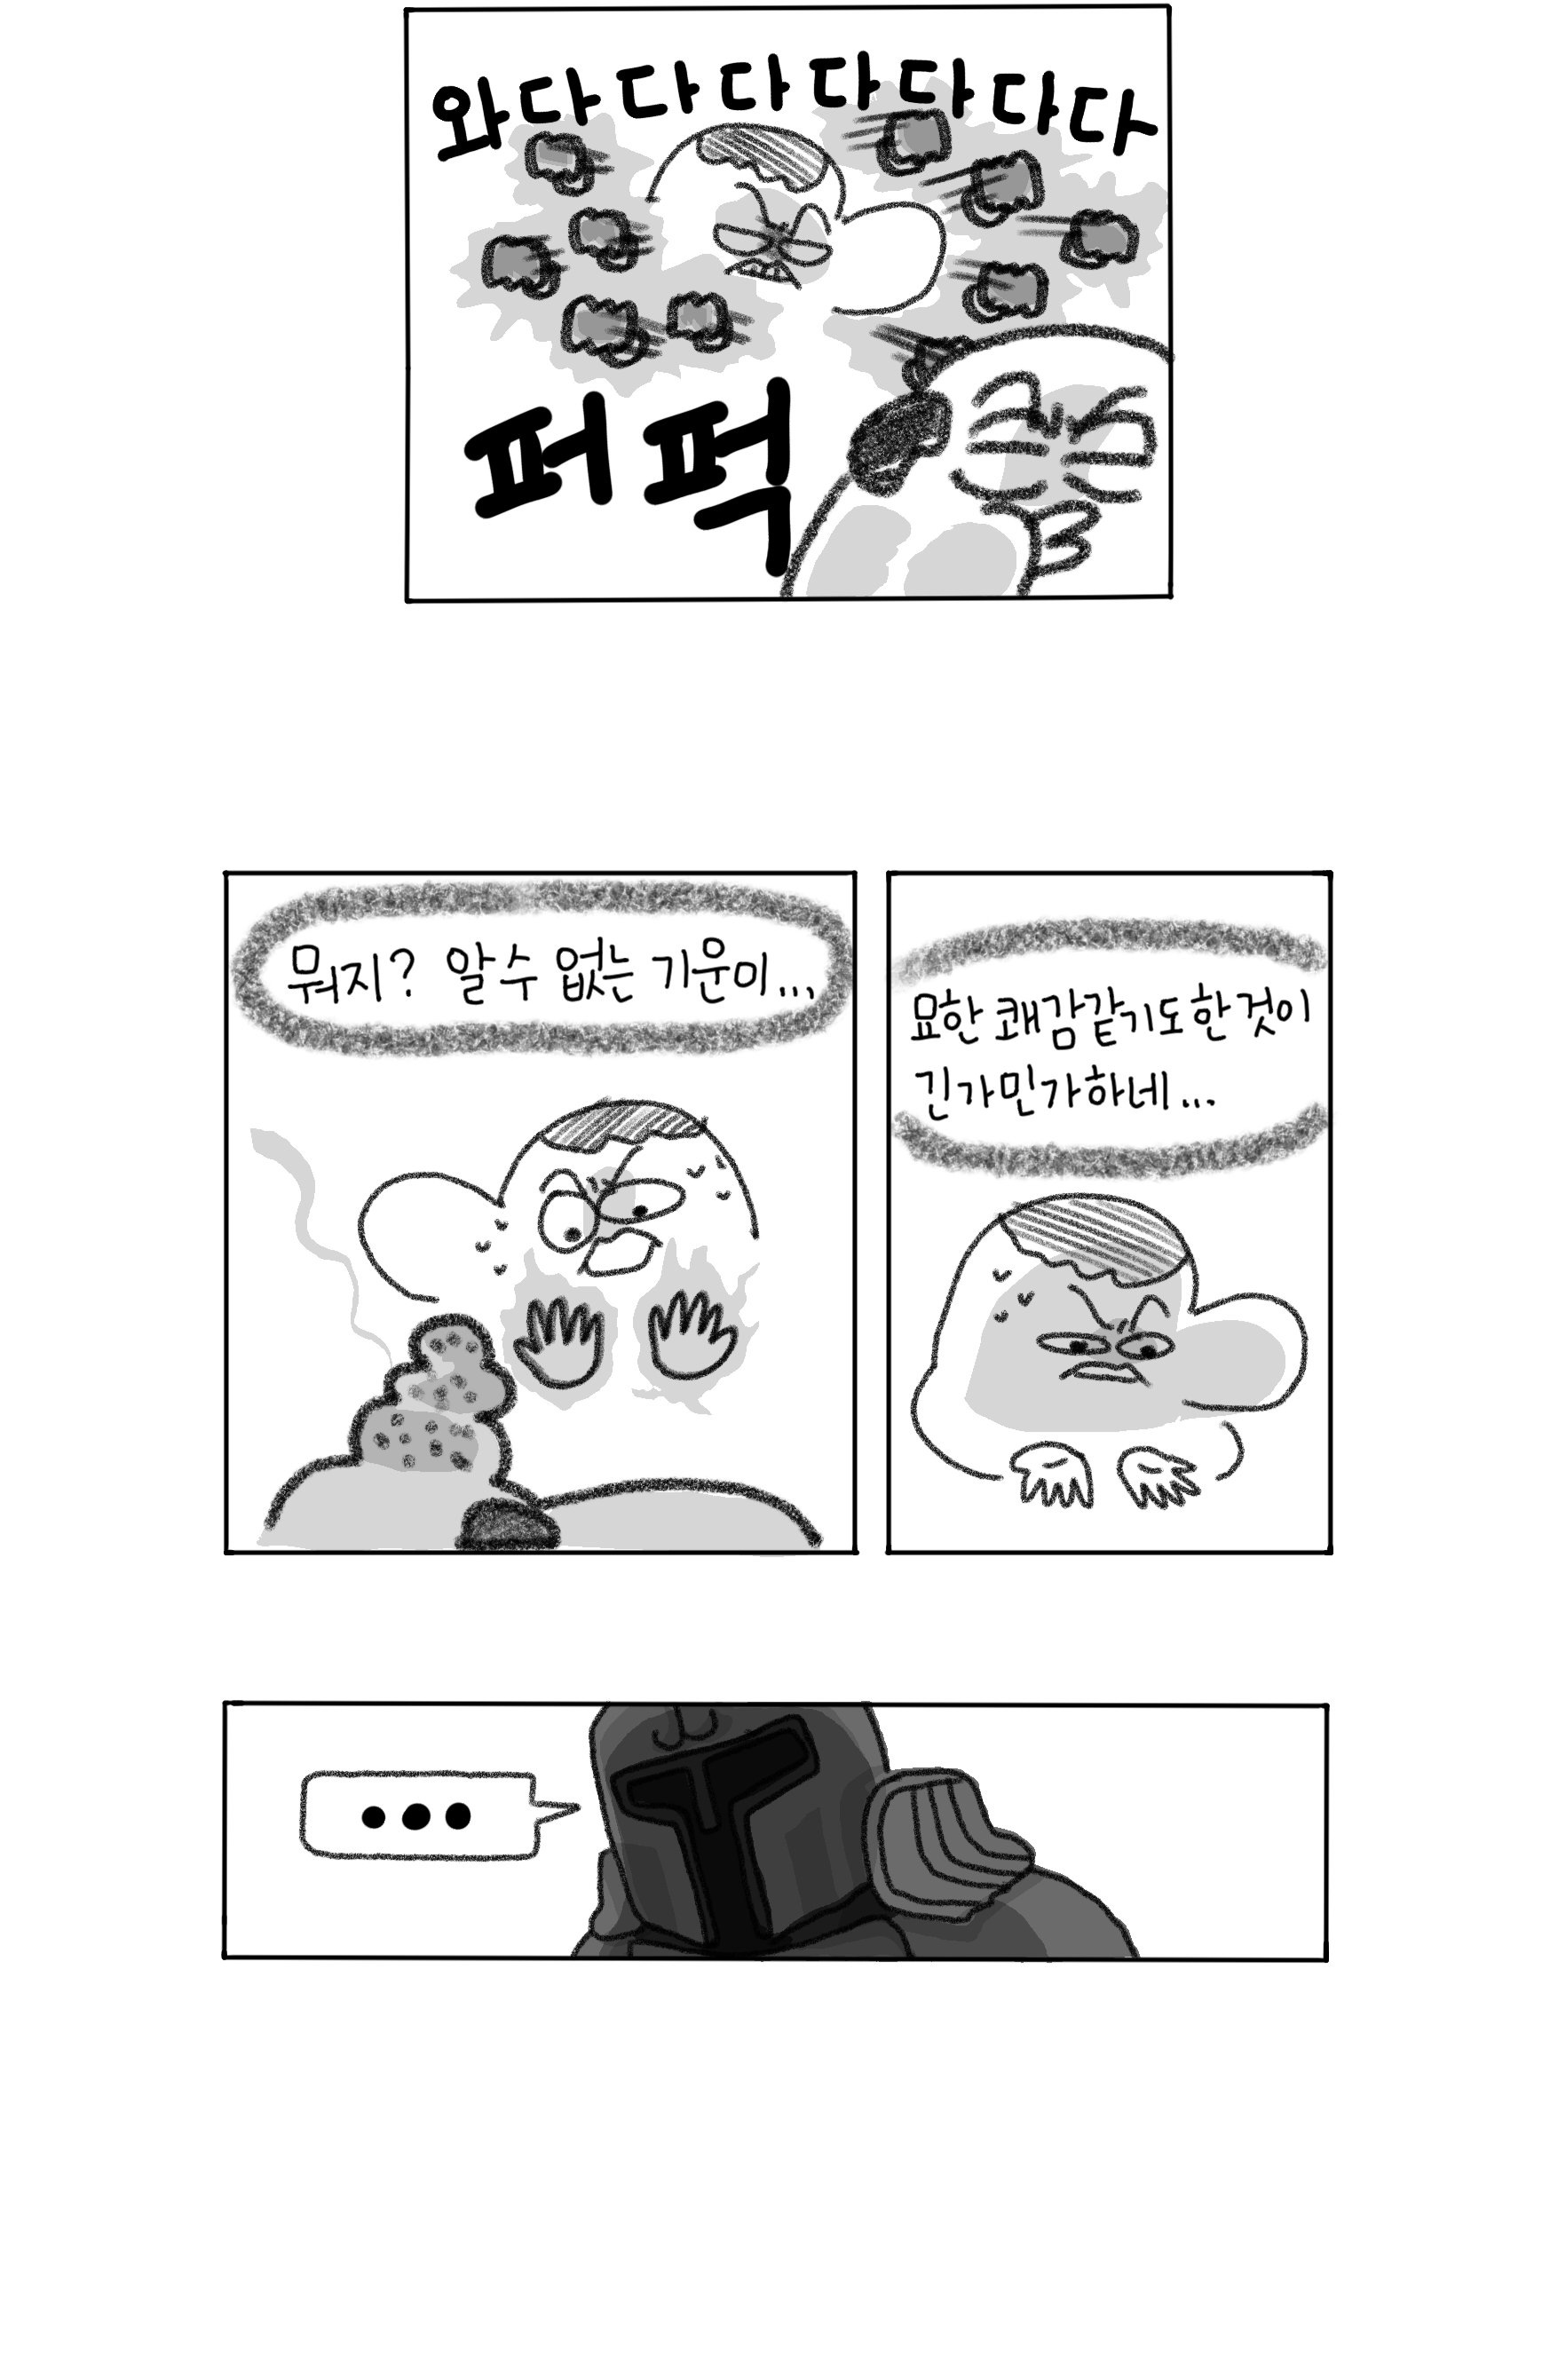 와다다다다다다다
퍼퍽
뭐지? 알수 없는 기운이...
묘한 쾌감같기도한것이
긴가민가하네...
...